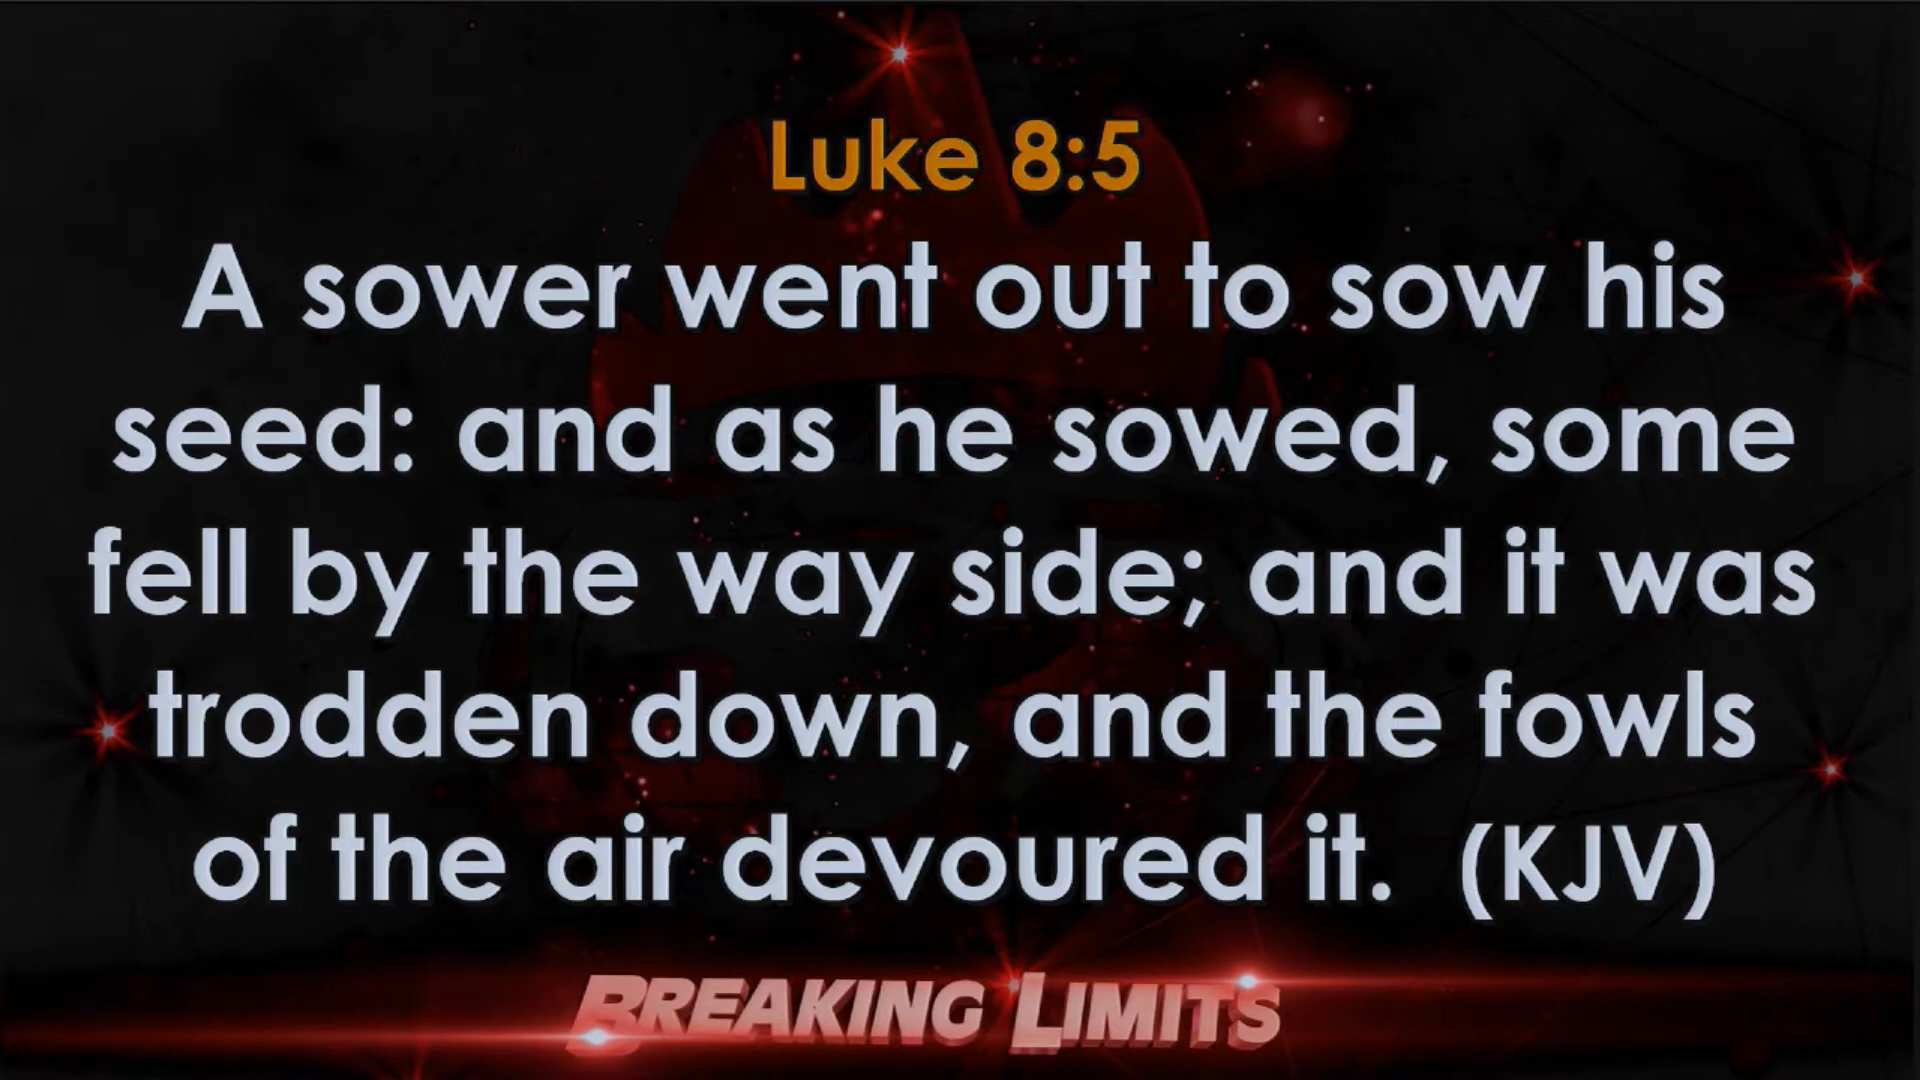 Luke 8:5
A sower went out to sow his
seed: and as he sowed, some
fell by the way side; and it was
trodden down, and the fowls
of the air devoured it.  (KJV)
BREAKING LIMITS